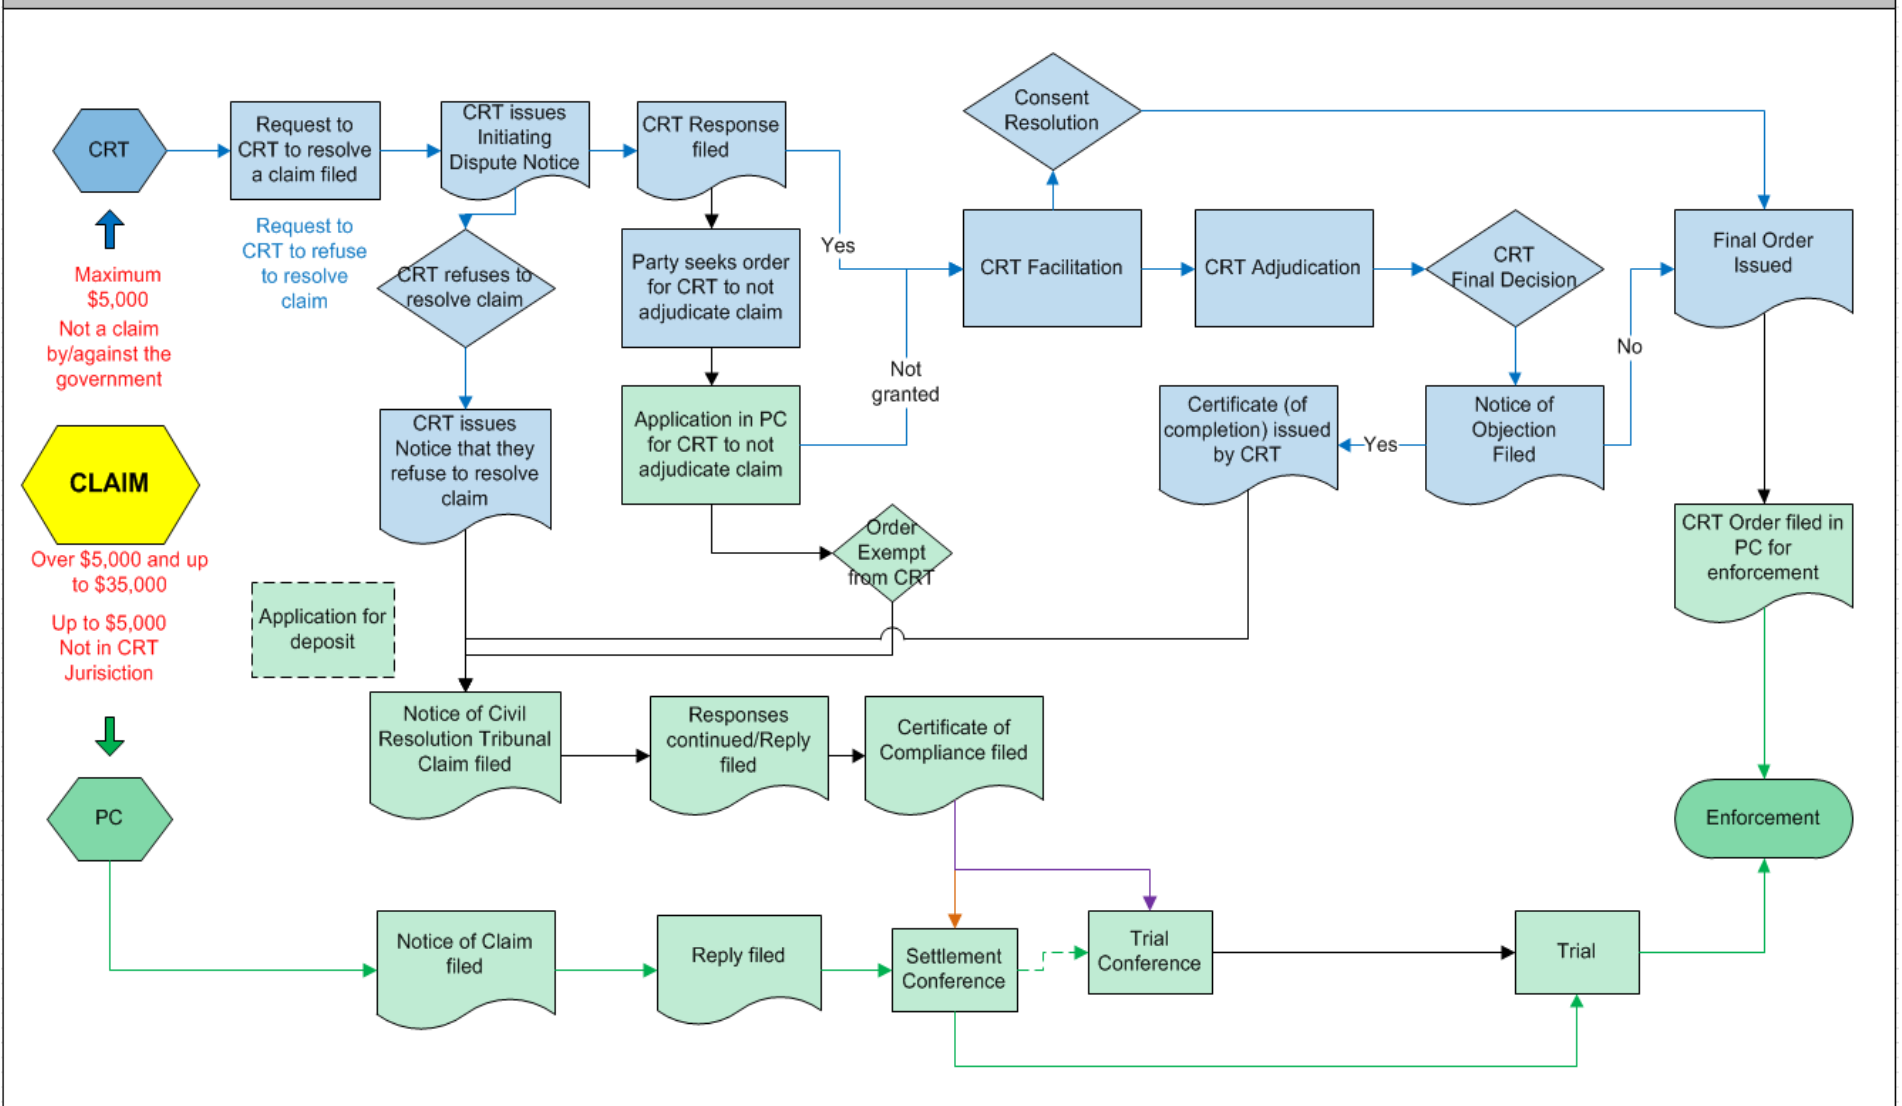 CRT
Request to
CRT to resolve
a claim filed
CRT issues
Initiating
Dispute Notice
CRT Response
filed
Consent
Resolution
Request to
CRT to refuse
to resolve
claim
CRT refuses to
resolve claim
Party seeks order
for CRT to not
adjudicate claim
Yes
CRT Facilitation
CRT Adjudication
CRT
Final Decision
Final Order
Issued
Maximum
$5,000
Not a claim
by/against the
government
No
Not
granted
CRT issues
Notice that they
refuse to resolve
claim
Application in PC
for CRT to not
adjudicate claim
Certificate (of
completion) issued
by CRT
Yes
Notice of
Objection
Filed
CLAIM
Order
Exempt
from CRT
CRT Order filed in
PC for
enforcement
Over $5,000 and up
to $35,000
Up to $5,000
Not in CRT
Jurisiction
Application for
deposit
Notice of Civil
Resolution Tribunal
Claim filed
Responses
continued/Reply
filed
Certificate of
Compliance filed
PC
Enforcement
Notice of Claim
filed
Reply filed
Settlement
Conference
Trial
Conference
Trial